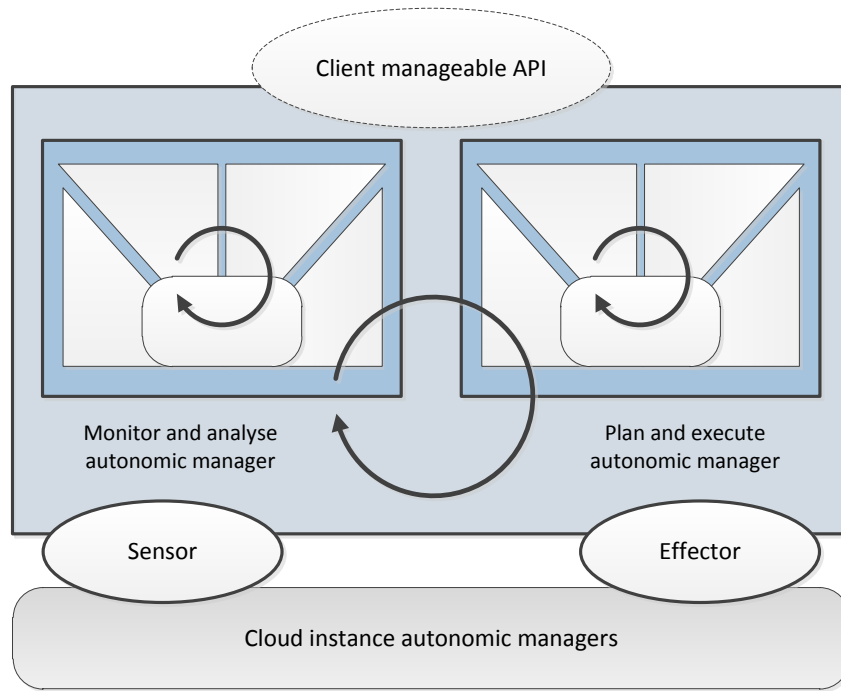 Client manageable API
Monitor and analyse
autonomic manager
Plan and execute
autonomic manager
Sensor
Effector
Cloud instance autonomic managers